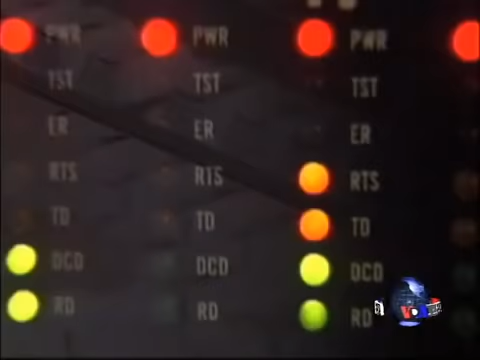 PWR PWR PWR
TST TST TST
ER ER ER
RTS RTS RTS
TD TD TD
DCD DCD DCD
RD RD RD
VOA